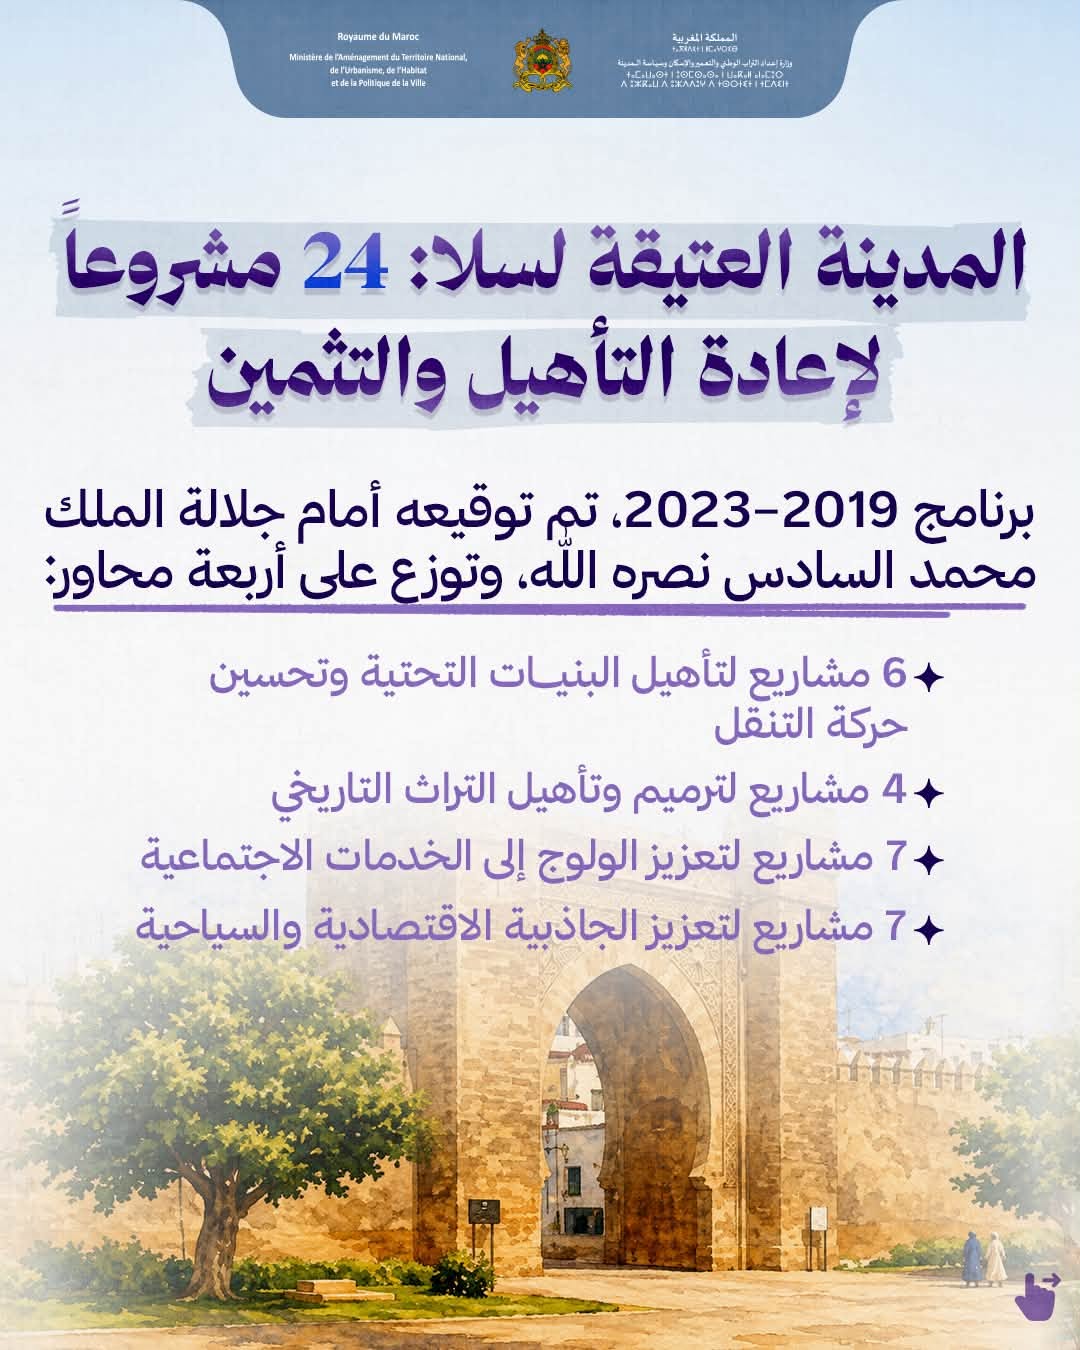 Royaume du Maroc
Ministère de l'Aménagement du Territoire National,
de l'Urbanisme, de l'Habitat
et de la Politique de la Ville
المملكة المغربية
ⵜⴰⴳⵍⴷⵉⵜ ⵏ ⵍⵎⵖⵔⵉⴱ
وزارة إعداد التراب الوطني والتعمير والإسكان وسياسة المدينة
المدينة العتيقة لسلا: 24 مشروعاً
لإعادة التأهيل والتثمين
برنامج 2019-2023، تم توقيعه أمام جلالة الملك
محمد السادس نصره الله، وتوزع على أربعة محاور:
6 مشاريع لتأهيل البنيات التحتية وتحسين
حركة التنقل
4 مشاريع لترميم وتأهيل التراث التاريخي
7 مشاريع لتعزيز الولوج إلى الخدمات الاجتماعية
7 مشاريع لتعزيز الجاذبية الاقتصادية والسياحية